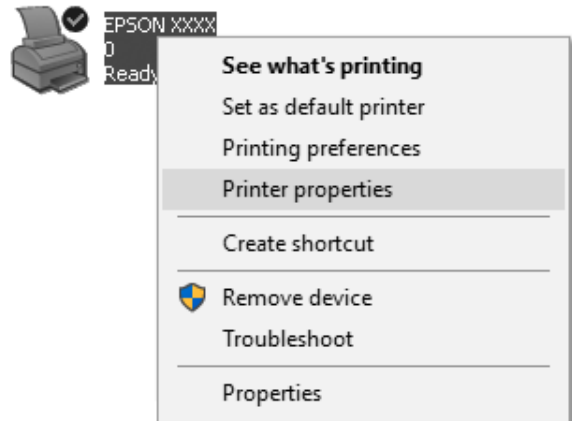 EPSON XXXX
0
Ready
See what's printing
Set as default printer
Printing preferences
Printer properties
Create shortcut
Remove device
Troubleshoot
Properties